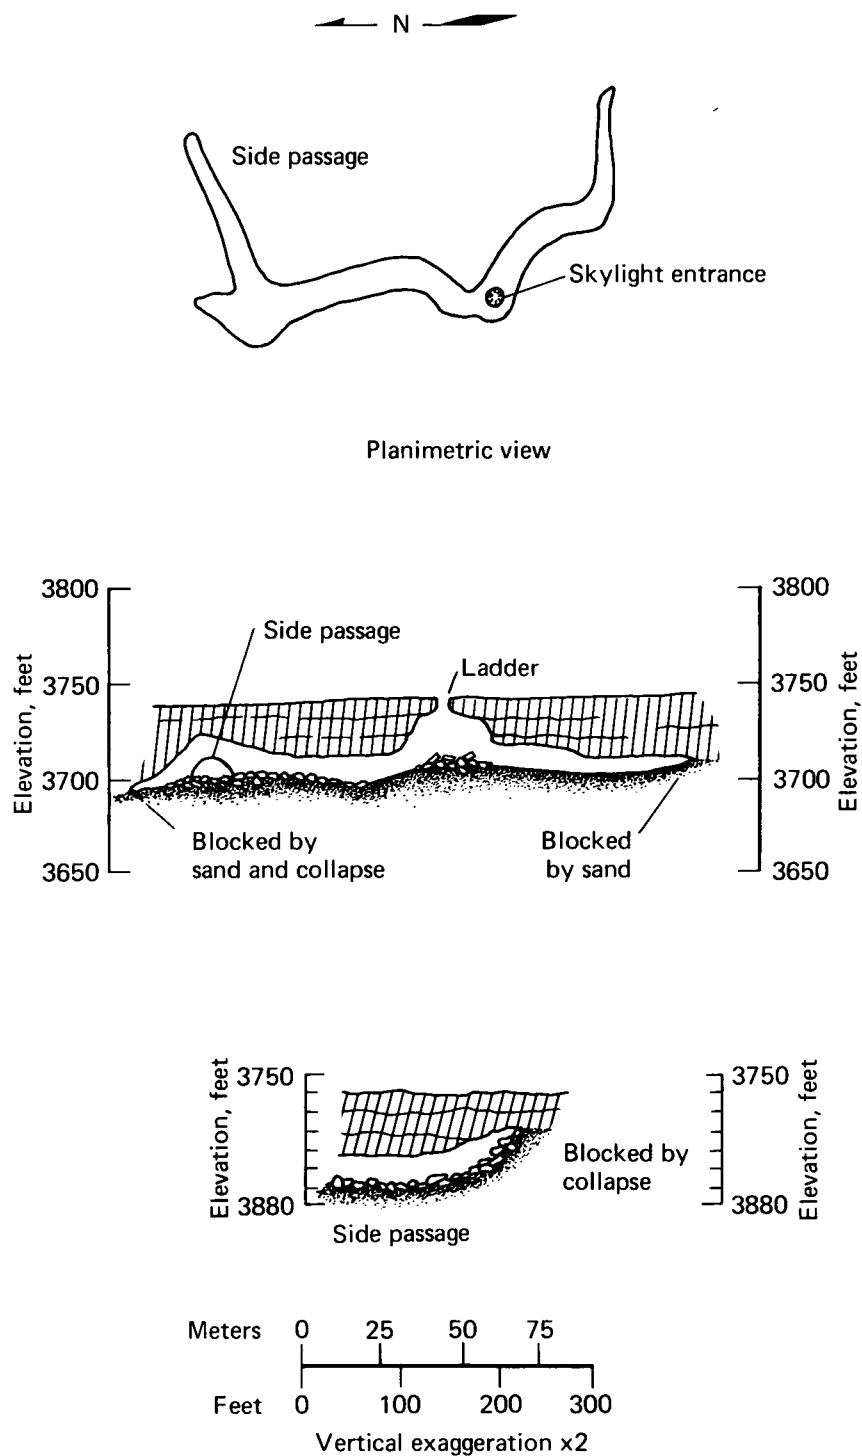 N
Side passage
Skylight entrance
Planimetric view
3800
3800
Side passage
Ladder
3750
3750
Elevation, feet
Elevation, feet
3700
3700
Blocked by
sand and collapse
Blocked
by sand
3650
3650
Elevation, feet
3750
3750
Elevation, feet
Blocked by
collapse
3880
3880
Side passage
Meters 0 25 50 75
Feet 0 100 200 300
Vertical exaggeration x2